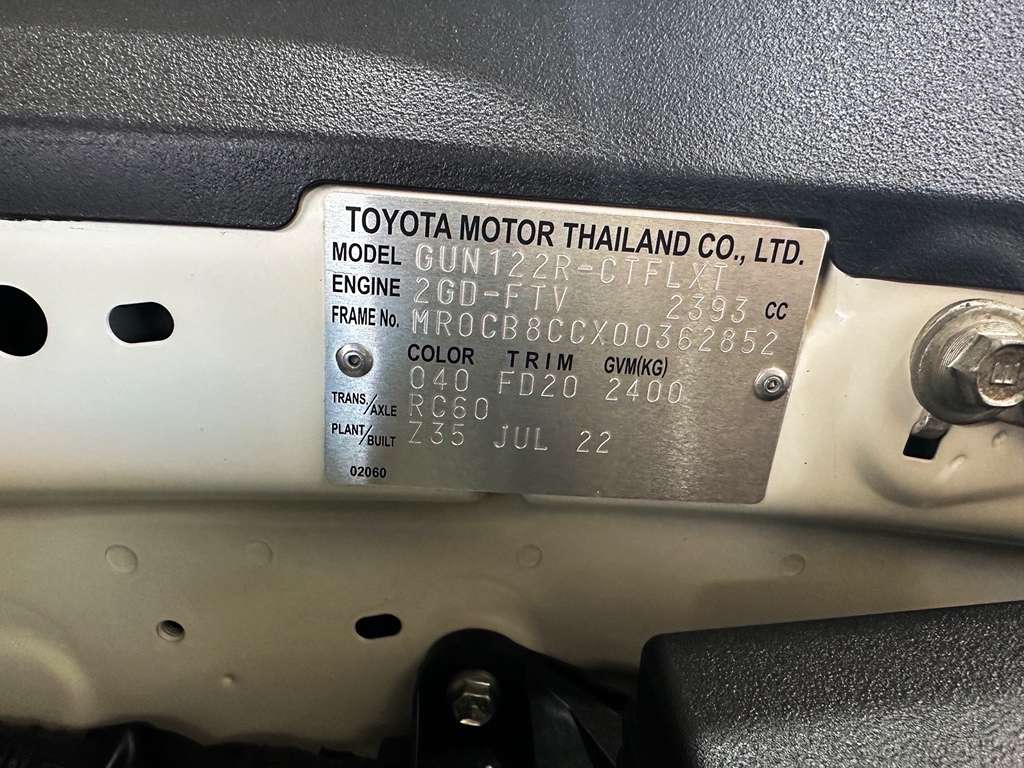 TOYOTA MOTOR THAILAND CO., LTD.
MODEL GUN122R-CTFLXT
ENGINE 2GD-FTV 2393 CC
FRAME No. MR0CB8CCX00362852
COLOR TRIM GVM(KG)
040 FD20 2400
TRANS./AXLE RC60
PLANT/BUILT Z35 JUL 22
02060